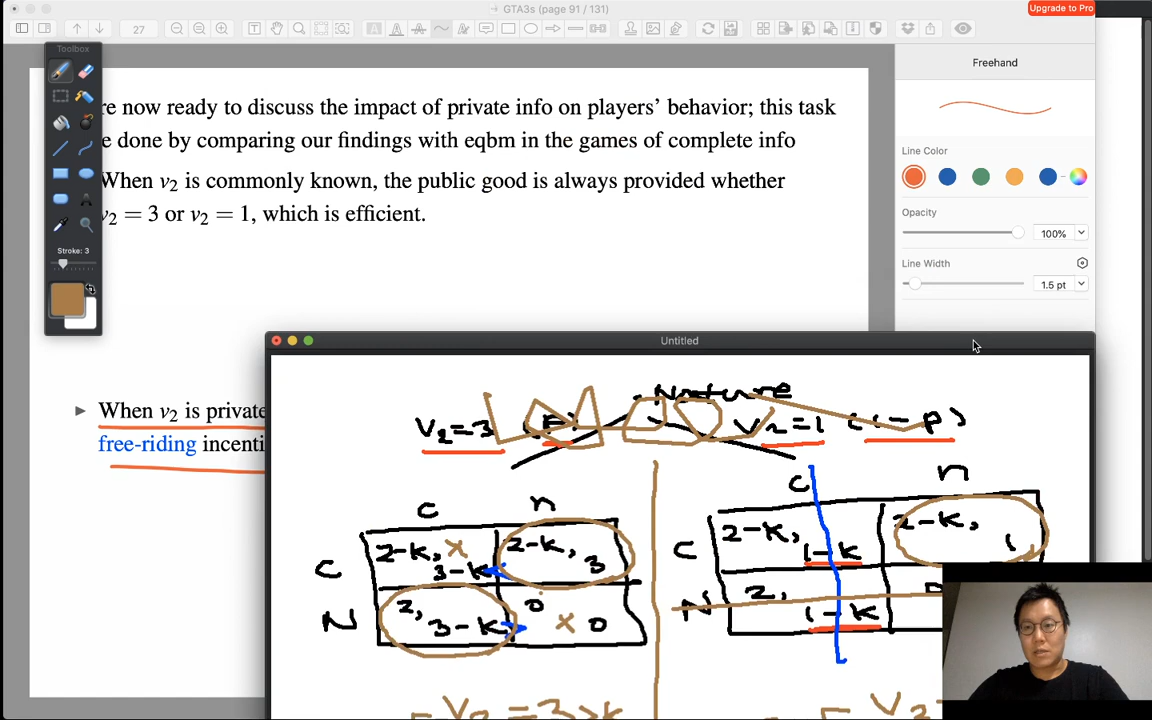 GTA3s (page 91 / 131)
Upgrade to Pro
27
Toolbox
Freehand
re now ready to discuss the impact of private info on players' behavior; this task
e done by comparing our findings with eqbm in the games of complete info
When v₂ is commonly known, the public good is always provided whether
v₂ = 3 or v₂ = 1, which is efficient.
Line Color
Opacity
100%
Stroke: 3
Line Width
1.5 pt
Untitled
When v₂ is private
free-riding incenti
Nature
V₂=3 (P) V₂=1 (1-p)
c n c n
C 2-K, x 3-K 2-K, 3 C 2-K, 1-K 2-K, 1
N 2, 3-K 0 x 0 N 2, 1-K 0
V₂=3>K V₂